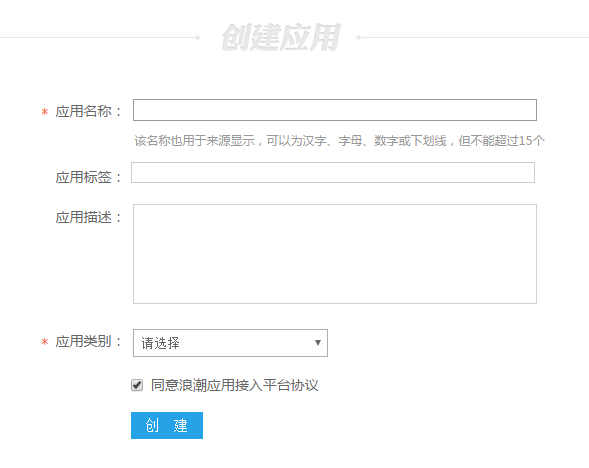 创建应用
* 应用名称：
该名称也用于来源显示，可以为汉字、字母、数字或下划线，但不能超过15个
应用标签：
应用描述：
* 应用类别： 请选择
同意浪潮应用接入平台协议
创 建